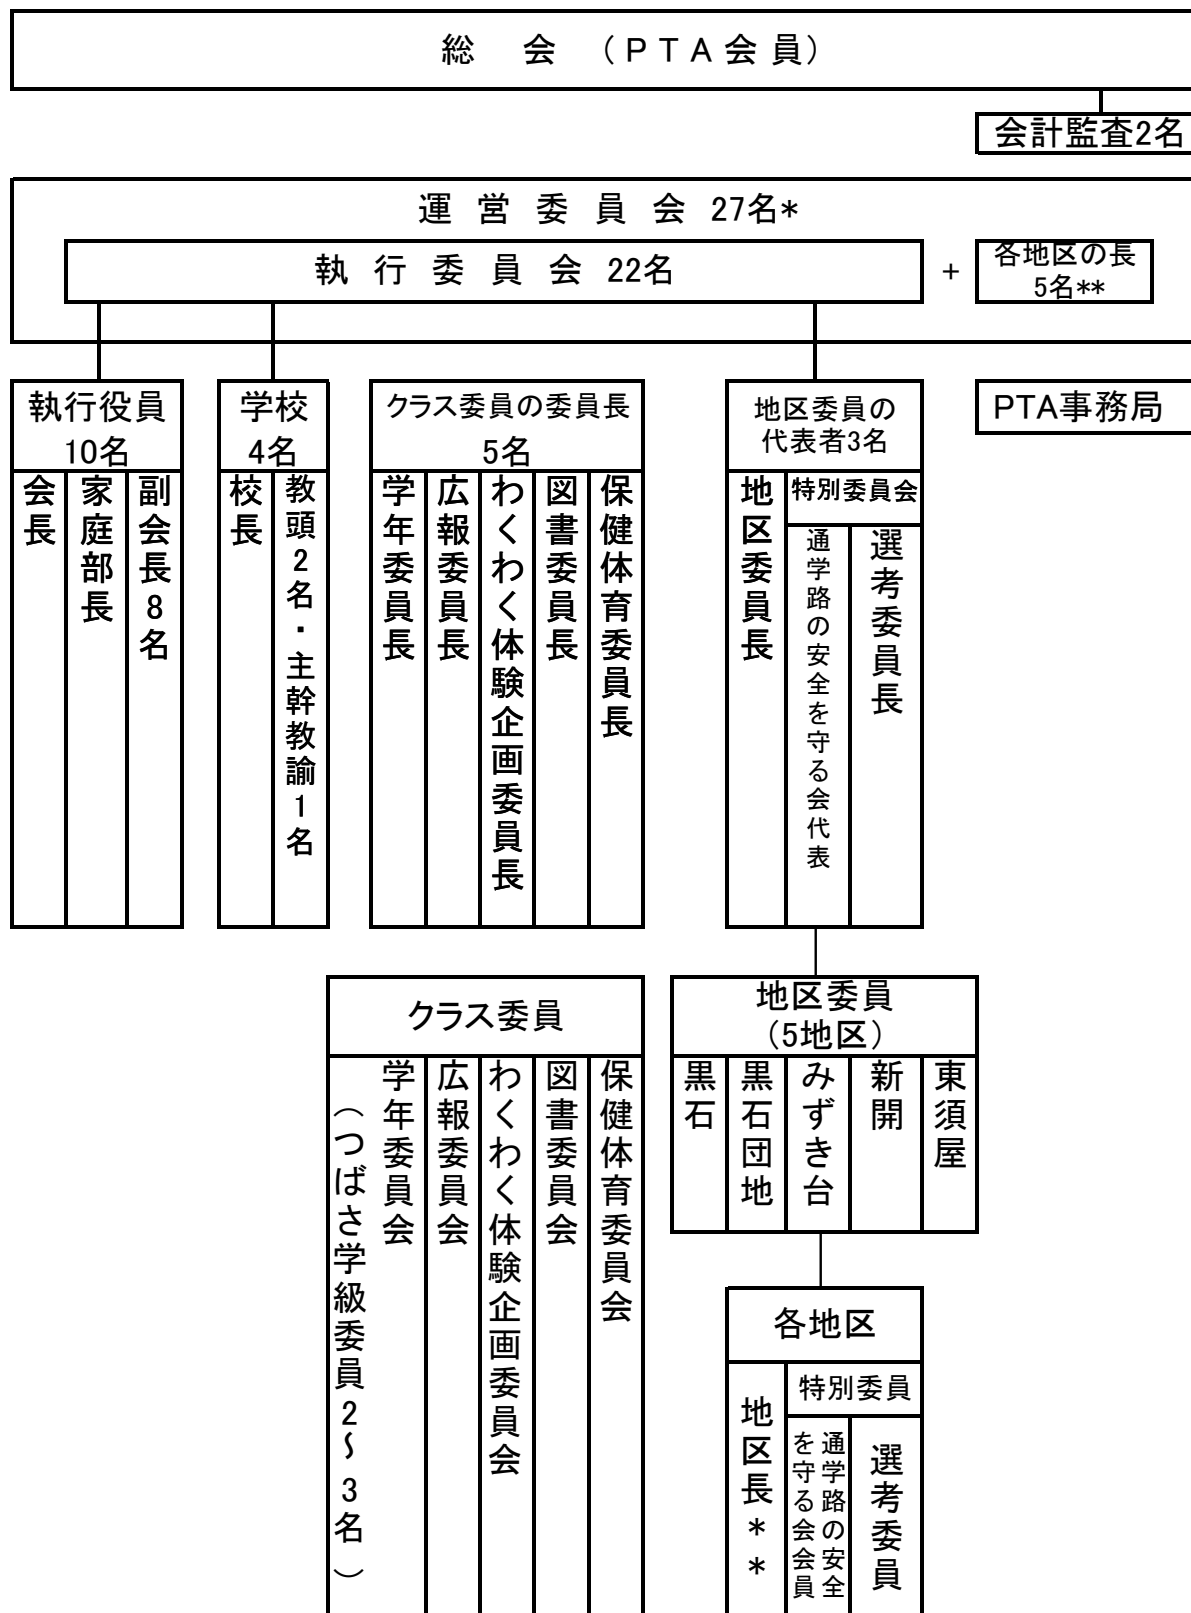 総 会 （ＰＴＡ会員）
会計監査2名
運営委員会 27名*
執行委員会 22名
+
各地区の長
5名**
執行役員
10名
会長
家庭部長
副会長8名
学校
4名
校長
教頭2名・主幹教諭1名
クラス委員の委員長
5名
学年委員長
広報委員長
わくわく体験企画委員長
図書委員長
保健体育委員長
地区委員の
代表者3名
地区委員長
特別委員会
通学路の安全を守る会代表
選考委員長
PTA事務局
クラス委員
（つばさ学級委員2～3名）
学年委員会
広報委員会
わくわく体験企画委員会
図書委員会
保健体育委員会
地区委員
（5地区）
黒石
黒石団地
みずき台
新開
東須屋
各地区
地区長**
特別委員
通学路の安全
を守る会会員
選考委員